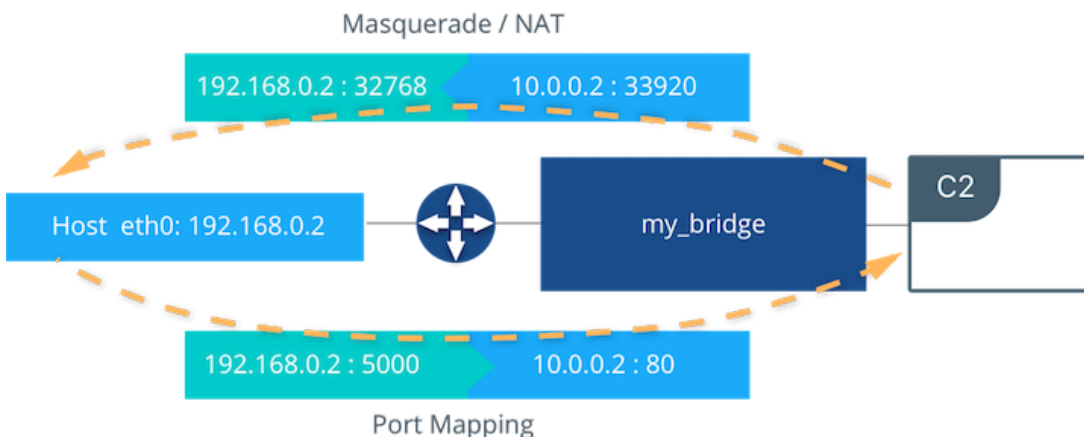 Masquerade / NAT
192.168.0.2 : 32768
10.0.0.2 : 33920
C2
Host eth0: 192.168.0.2
my_bridge
192.168.0.2 : 5000
10.0.0.2 : 80
Port Mapping